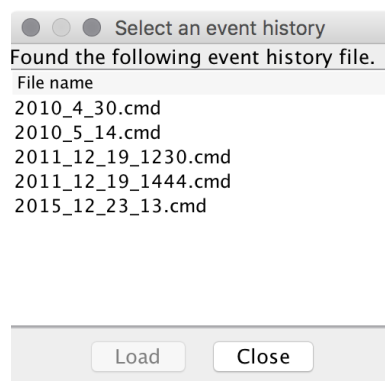 Select an event history
Found the following event history file.
File name
2010_4_30.cmd
2010_5_14.cmd
2011_12_19_1230.cmd
2011_12_19_1444.cmd
2015_12_23_13.cmd
Load Close